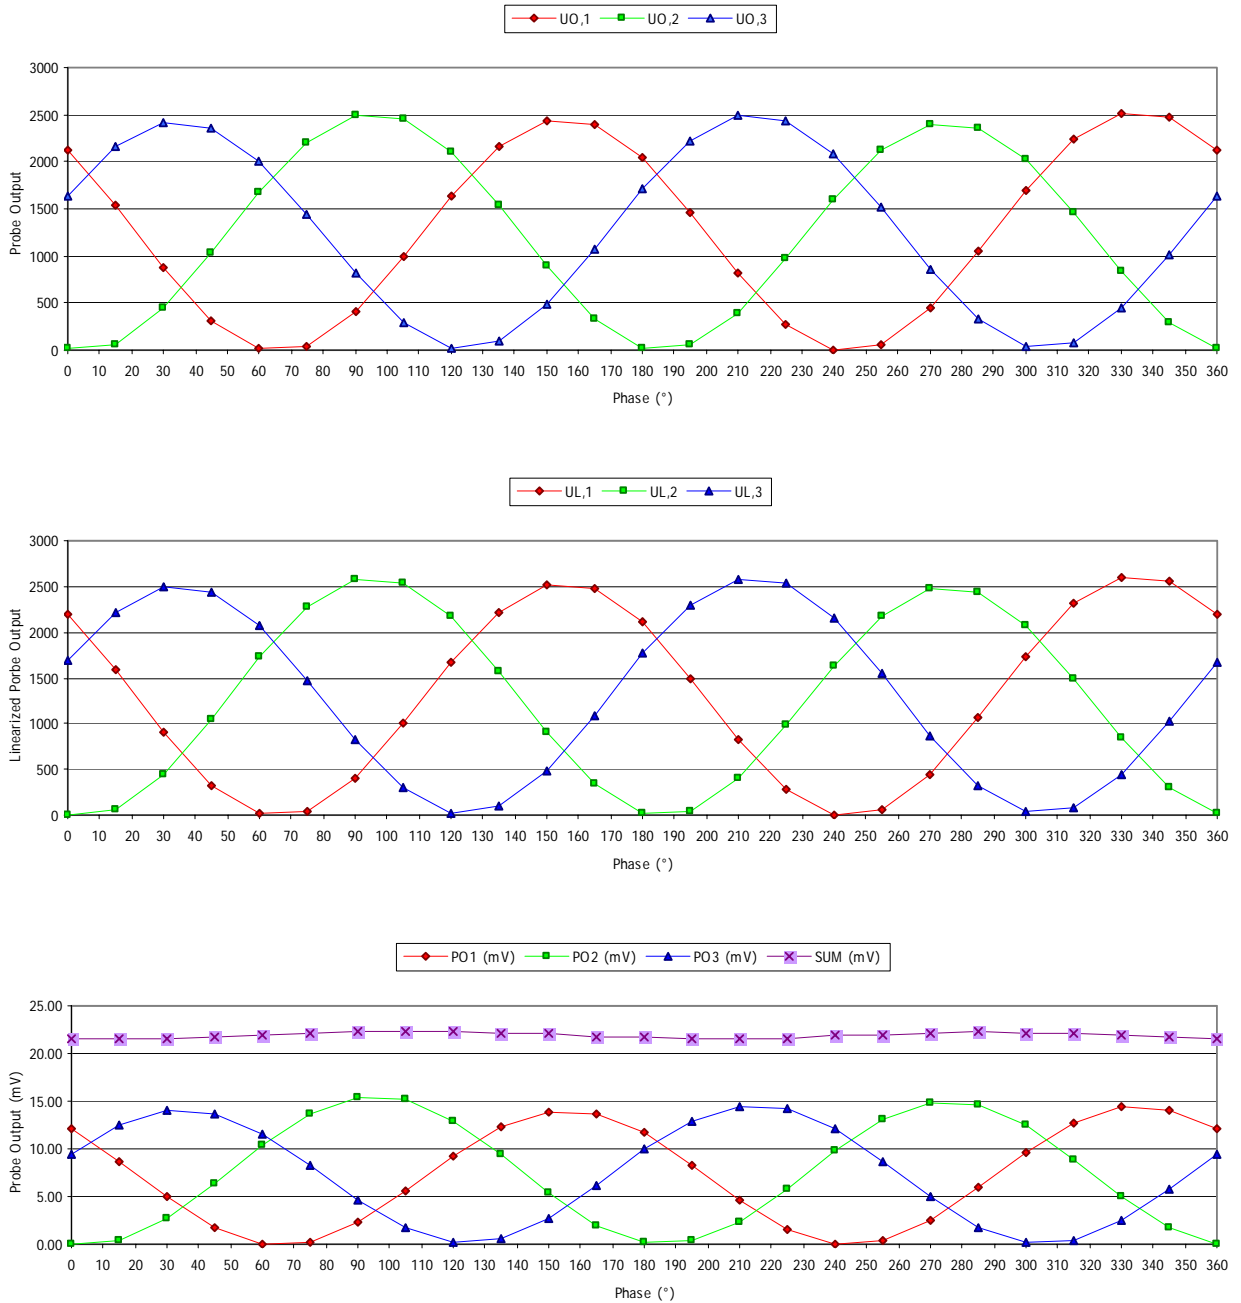 UO,1 UO,2 UO,3
3000
2500
2000
1500
1000
500
0
Probe Output
0 10 20 30 40 50 60 70 80 90 100 110 120 130 140 150 160 170 180 190 200 210 220 230 240 250 260 270 280 290 300 310 320 330 340 350 360
Phase (°)
UL,1 UL,2 UL,3
3000
2500
2000
1500
1000
500
0
Linearized Porbe Output
0 10 20 30 40 50 60 70 80 90 100 110 120 130 140 150 160 170 180 190 200 210 220 230 240 250 260 270 280 290 300 310 320 330 340 350 360
Phase (°)
PO1 (mV) PO2 (mV) PO3 (mV) SUM (mV)
25.00
20.00
15.00
10.00
5.00
0.00
Probe Output (mV)
0 10 20 30 40 50 60 70 80 90 100 110 120 130 140 150 160 170 180 190 200 210 220 230 240 250 260 270 280 290 300 310 320 330 340 350 360
Phase (°)